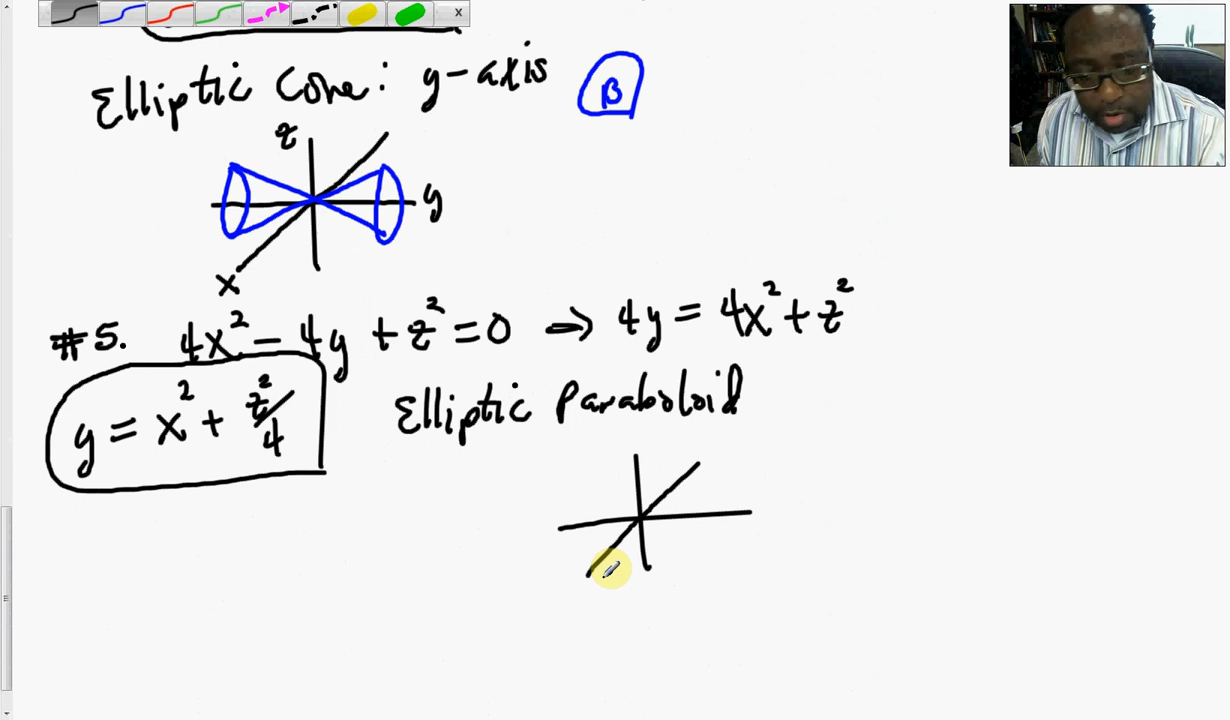 Elliptic Cone: y-axis B
z
y
x
#5. 4x² - 4y + z² = 0 ⇒ 4y = 4x² + z²
y = x² + z²/4 Elliptic Paraboloid